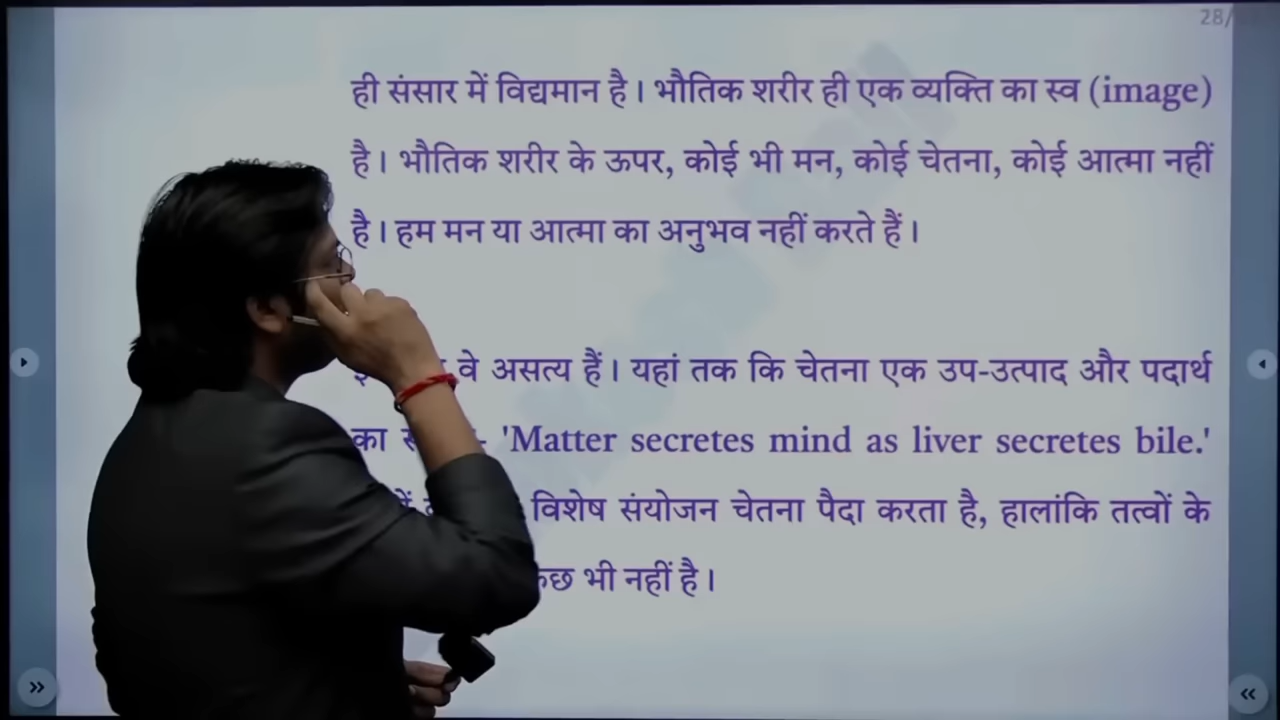 28/
ही संसार में विद्यमान है। भौतिक शरीर ही एक व्यक्ति का स्व (image)
है। भौतिक शरीर के ऊपर, कोई भी मन, कोई चेतना, कोई आत्मा नहीं
है। हम मन या आत्मा का अनुभव नहीं करते हैं।
वे असत्य हैं। यहां तक कि चेतना एक उप-उत्पाद और पदार्थ
का 'Matter secretes mind as liver secretes bile.'
विशेष संयोजन चेतना पैदा करता है, हालांकि तत्वों के
भी नहीं है।